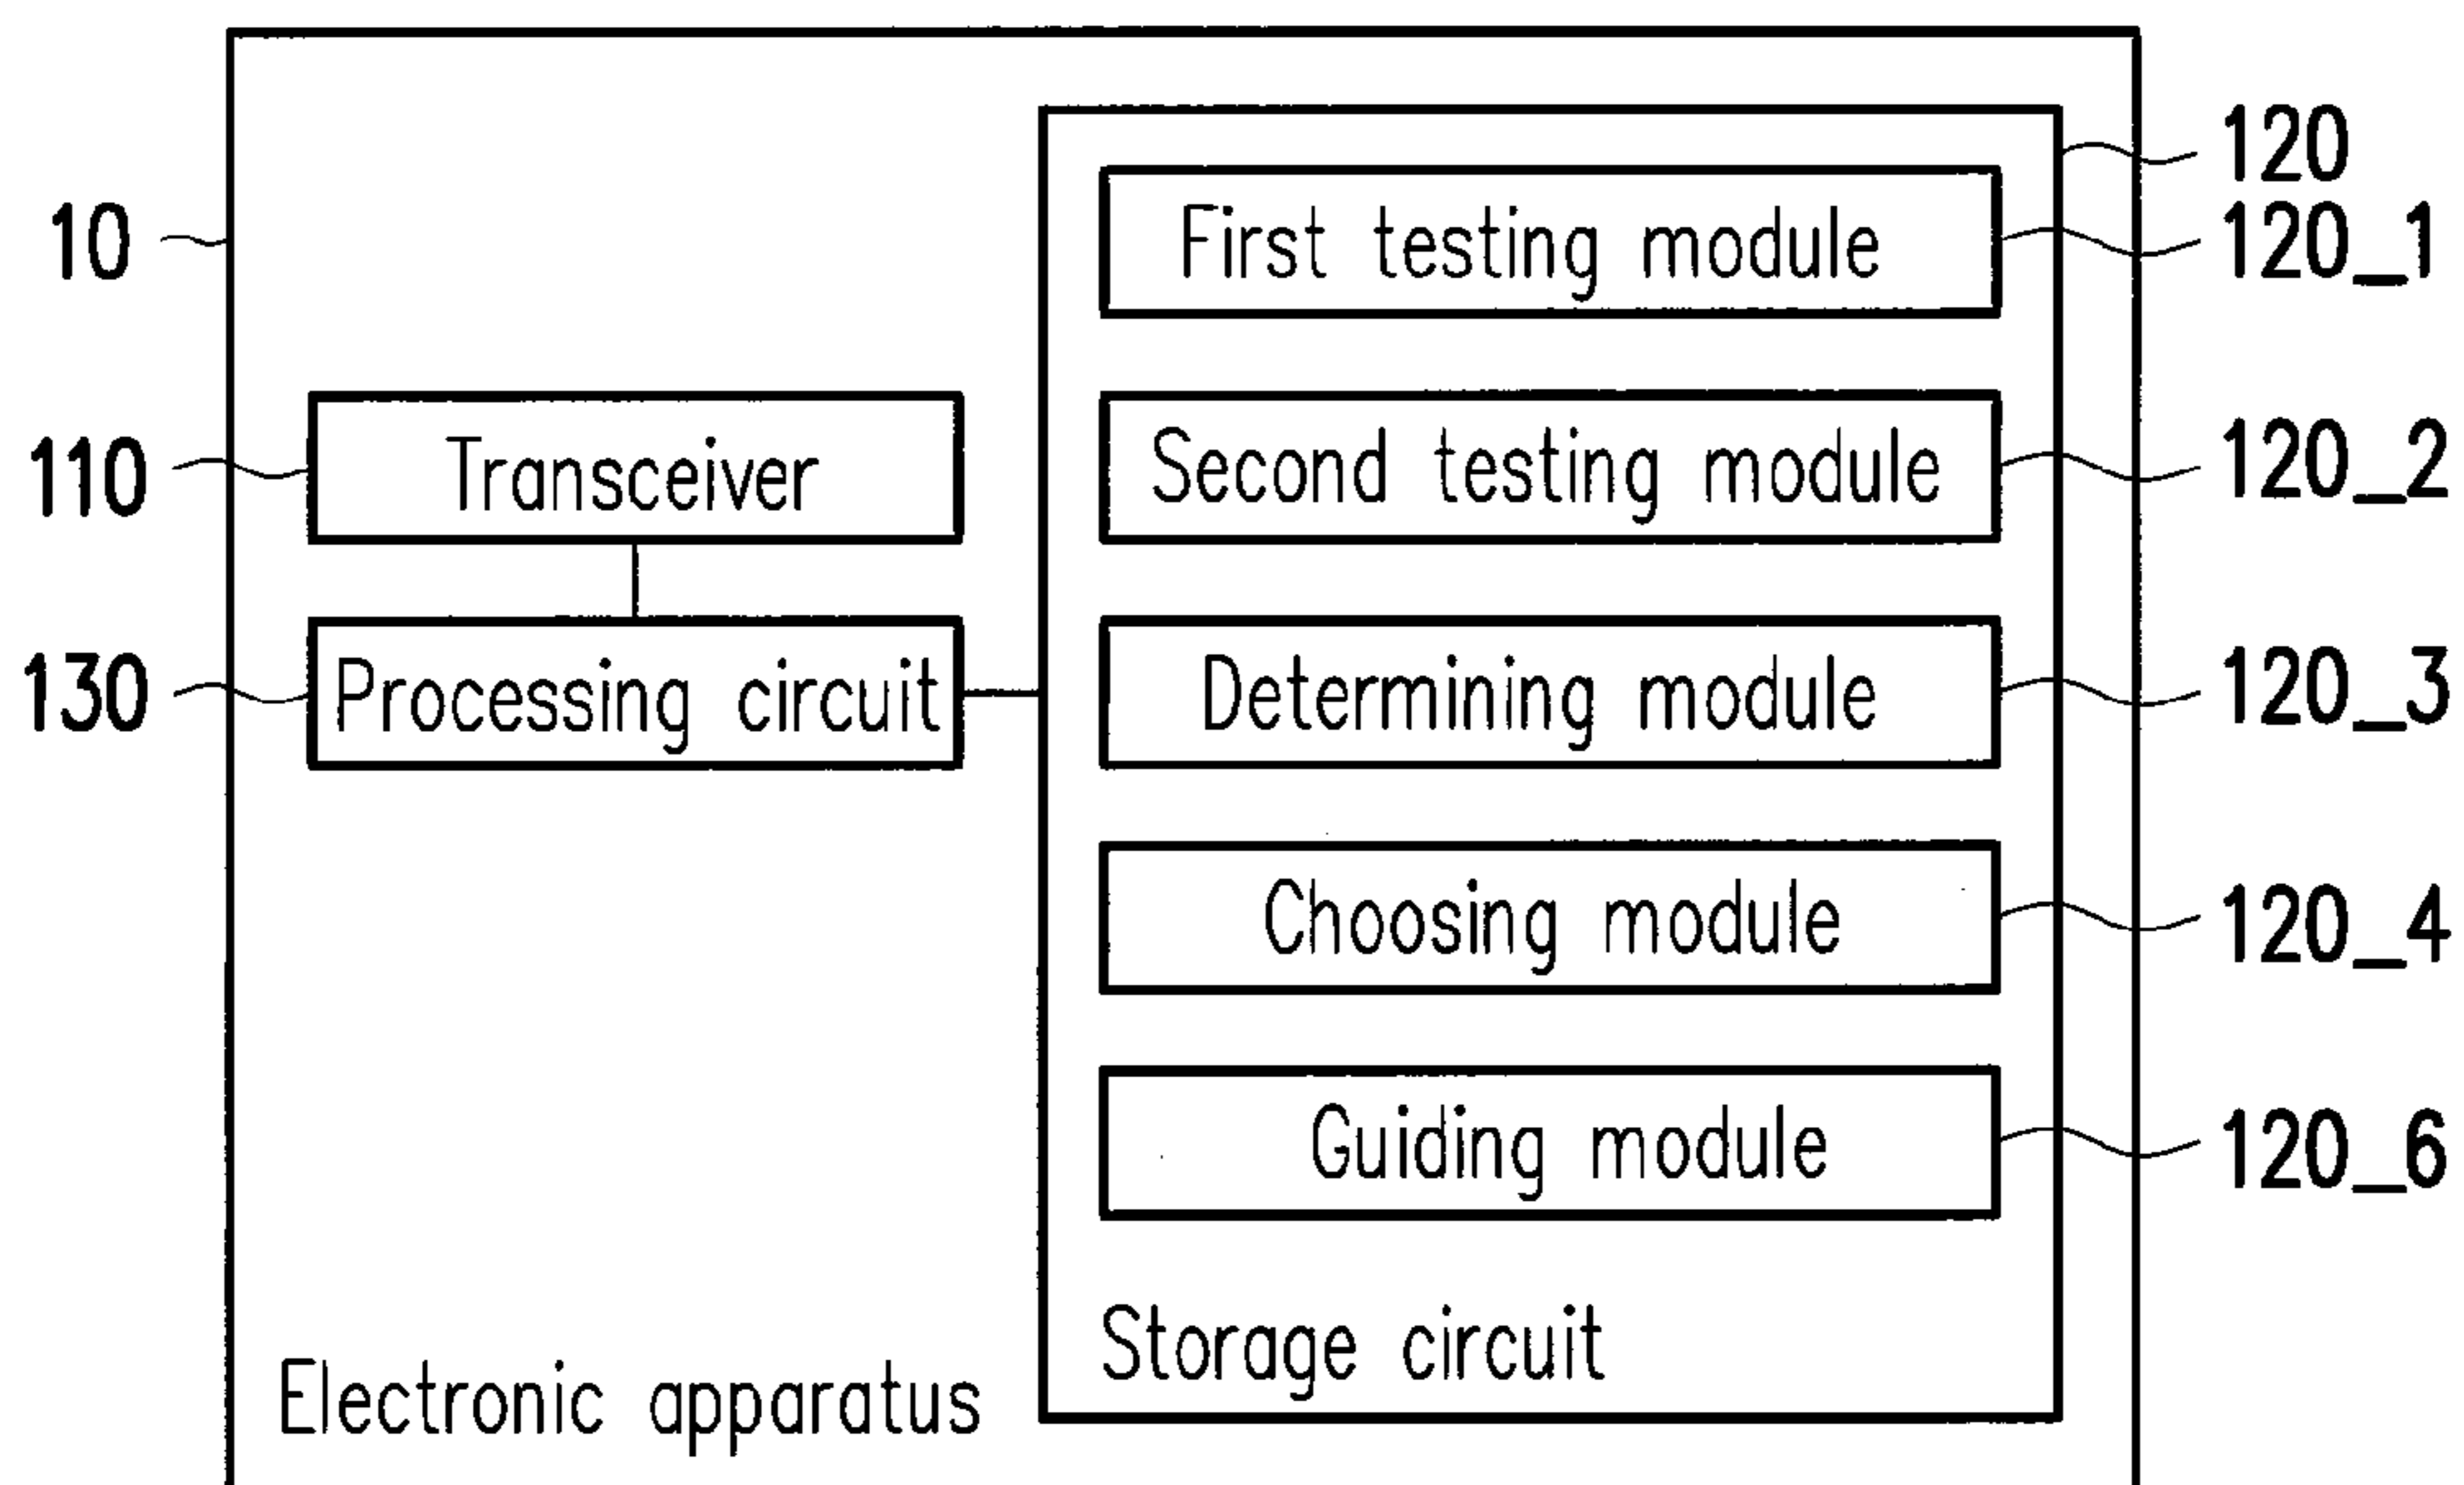 120
First testing module
120_1
10
Transceiver
110
Second testing module
120_2
Processing circuit
130
Determining module
120_3
Choosing module
120_4
Guiding module
120_6
Storage circuit
Electronic apparatus